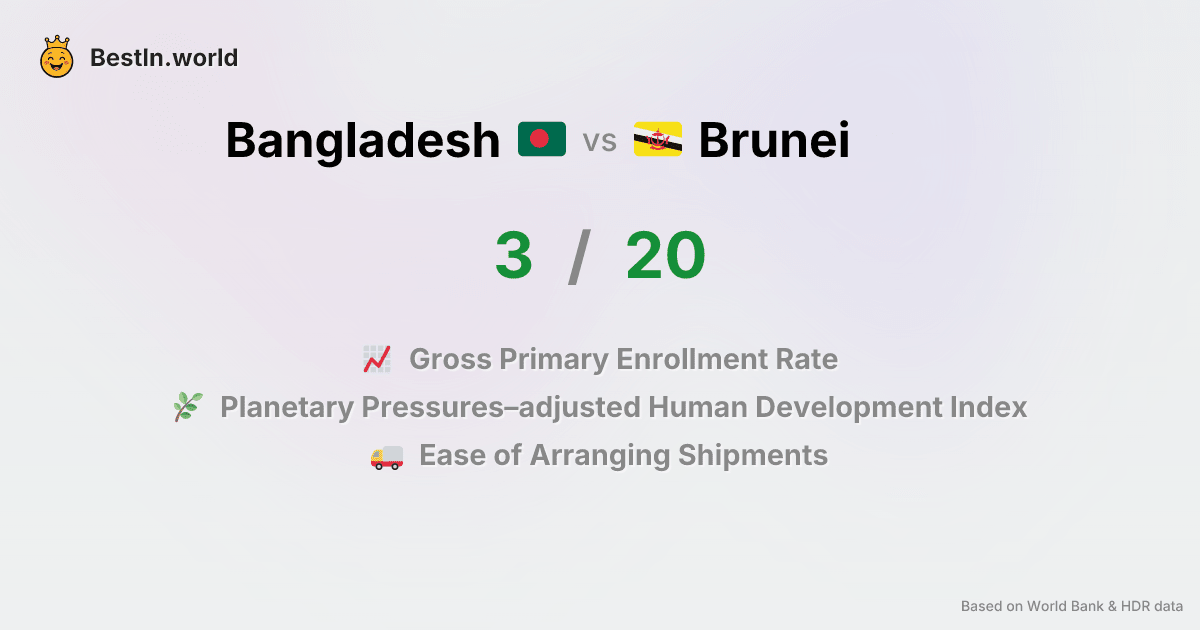 BestIn.world
Bangladesh vs Brunei
3 / 20
Gross Primary Enrollment Rate
Planetary Pressures–adjusted Human Development Index
Ease of Arranging Shipments
Based on World Bank & HDR data